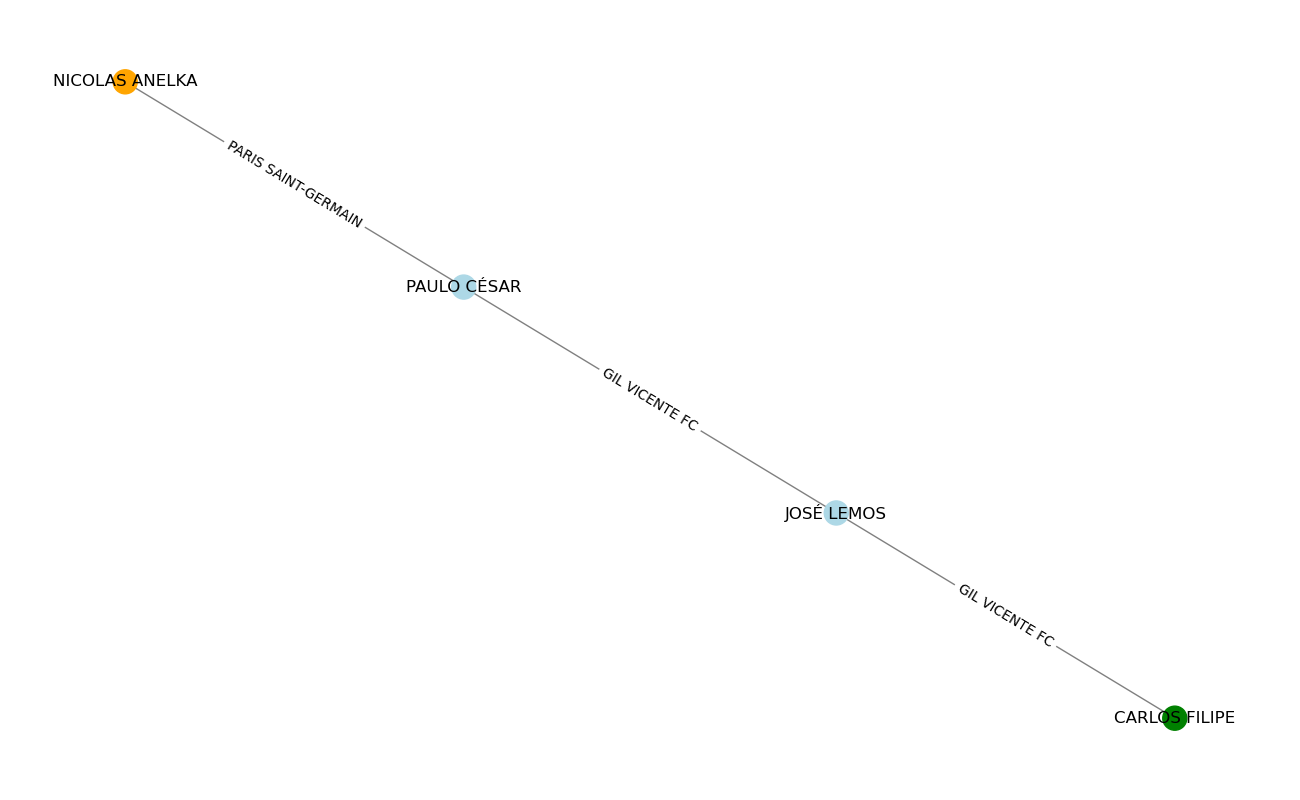 NICOLAS ANELKA
PARIS SAINT-GERMAIN
PAULO CÉSAR
GIL VICENTE FC
JOSÉ LEMOS
GIL VICENTE FC
CARLOS FILIPE